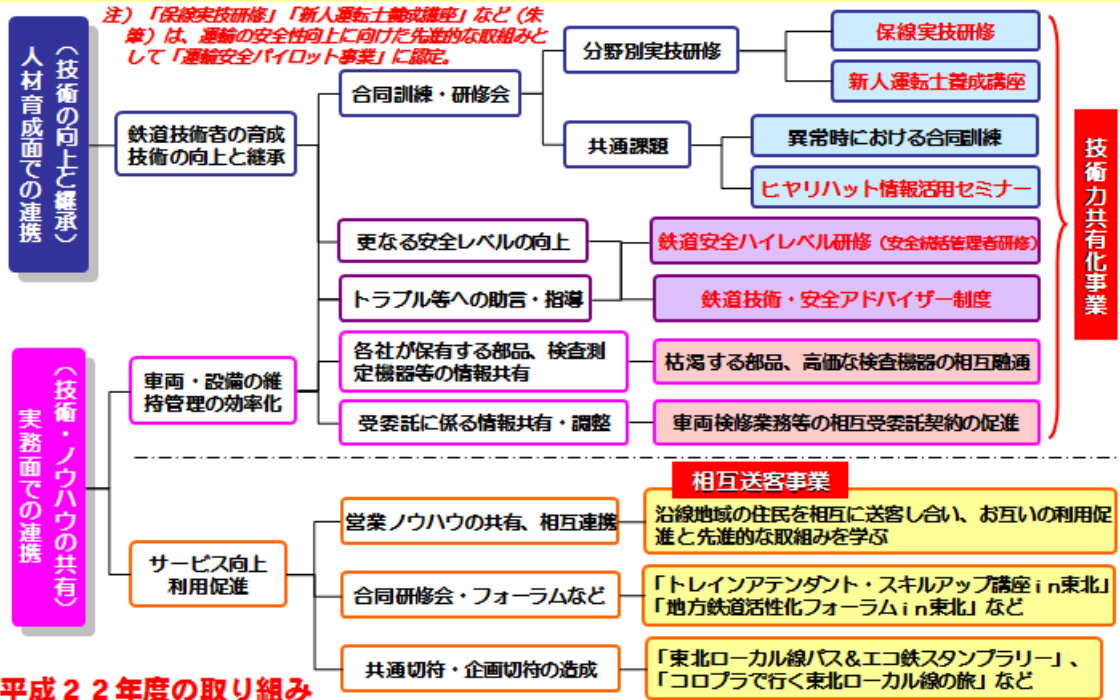 注）「保線実技研修」「新人運転士養成講座」など（朱
筆）は、運輸の安全性向上に向けた先進的な取組みと
して「運輸安全パイロット事業」に認定。
人材育成面での連携
（技術の向上と継承）
鉄道技術者の育成
技術の向上と継承
合同訓練・研修会
分野別実技研修
保線実技研修
新人運転士養成講座
共通課題
異常時における合同訓練
ヒヤリハット情報活用セミナー
更なる安全レベルの向上
鉄道安全ハイレベル研修（安全統括管理者研修）
トラブル等への助言・指導
鉄道技術・安全アドバイザー制度
技術力共有化事業
実務面での連携
（技術・ノウハウの共有）
車両・設備の維
持管理の効率化
各社が保有する部品、検査測
定機器等の情報共有
枯渇する部品、高価な検査機器の相互融通
受委託に係る情報共有・調整
車両検修業務等の相互受委託契約の促進
相互送客事業
サービス向上
利用促進
営業ノウハウの共有、相互連携
沿線地域の住民を相互に送客し合い、お互いの利用促
進と先進的な取組みを学ぶ
合同研修会・フォーラムなど
「トレインアテンダント・スキルアップ講座ｉｎ東北」
「地方鉄道活性化フォーラムｉｎ東北」など
共通切符・企画切符の造成
「東北ローカル線パス＆エコ鉄スタンプラリー」、
「コロプラで行く東北ローカル線の旅」など
平成２２年度の取り組み